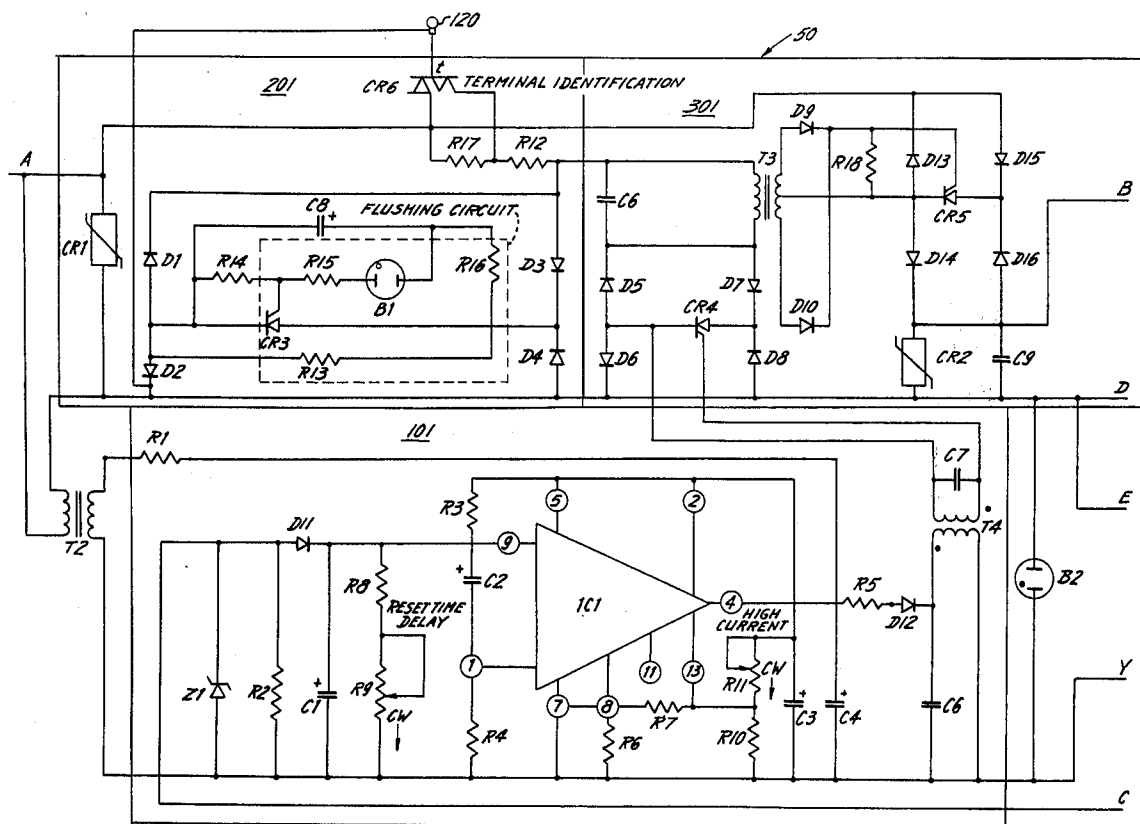 120
50
201
CR6
t
TERMINAL IDENTIFICATION
301
R17
R12
A
D9
T3
R18
D13
D15
C8
+
FLUSHING CIRCUIT
C6
CR5
B
CR1
D1
R14
R15
R16
D3
D5
D7
D14
D16
B1
CR4
D10
CR3
D2
R13
D4
D6
D8
CR2
C9
D
101
R1
C7
E
R3
5
2
T2
D11
9
+
C2
T4
B2
R8
IC1
4
R5
RESET TIME
DELAY
HIGH
CURRENT
D12
1
11
13
CW
Y
Z1
R2
+
C1
R9
CW
7
8
R7
R11
+
C3
+
C4
C6
R4
R6
R10
C